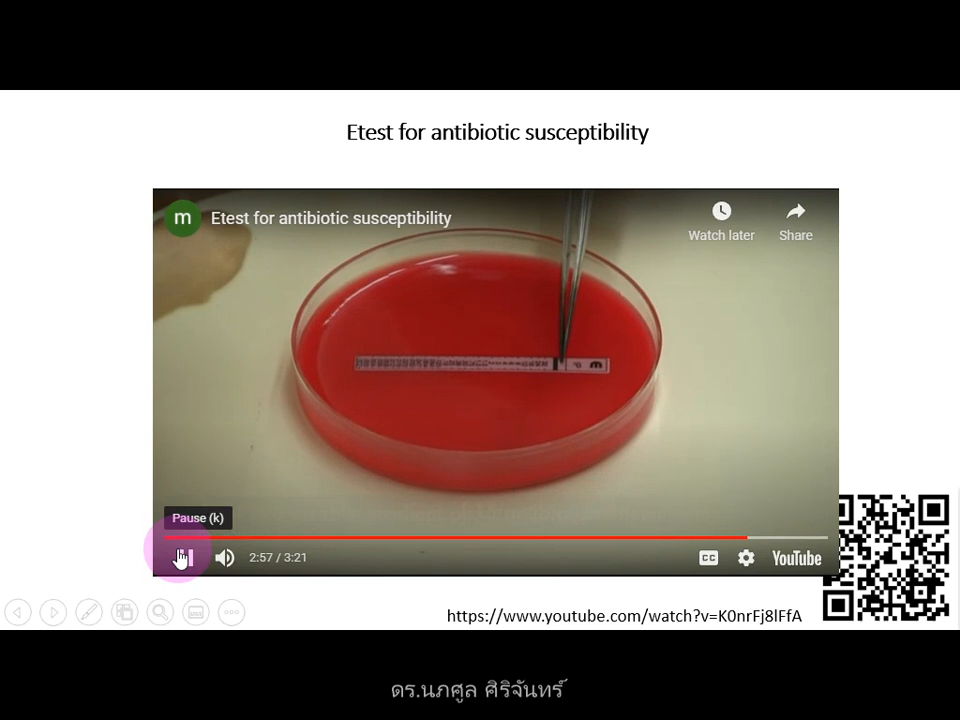 Etest for antibiotic susceptibility
m
Etest for antibiotic susceptibility
Watch later
Share
Pause (k)
2:57 / 3:21
CC
YouTube
https://www.youtube.com/watch?v=K0nrFj8lFfA
ดร.นภศูล ศิริจันทร์